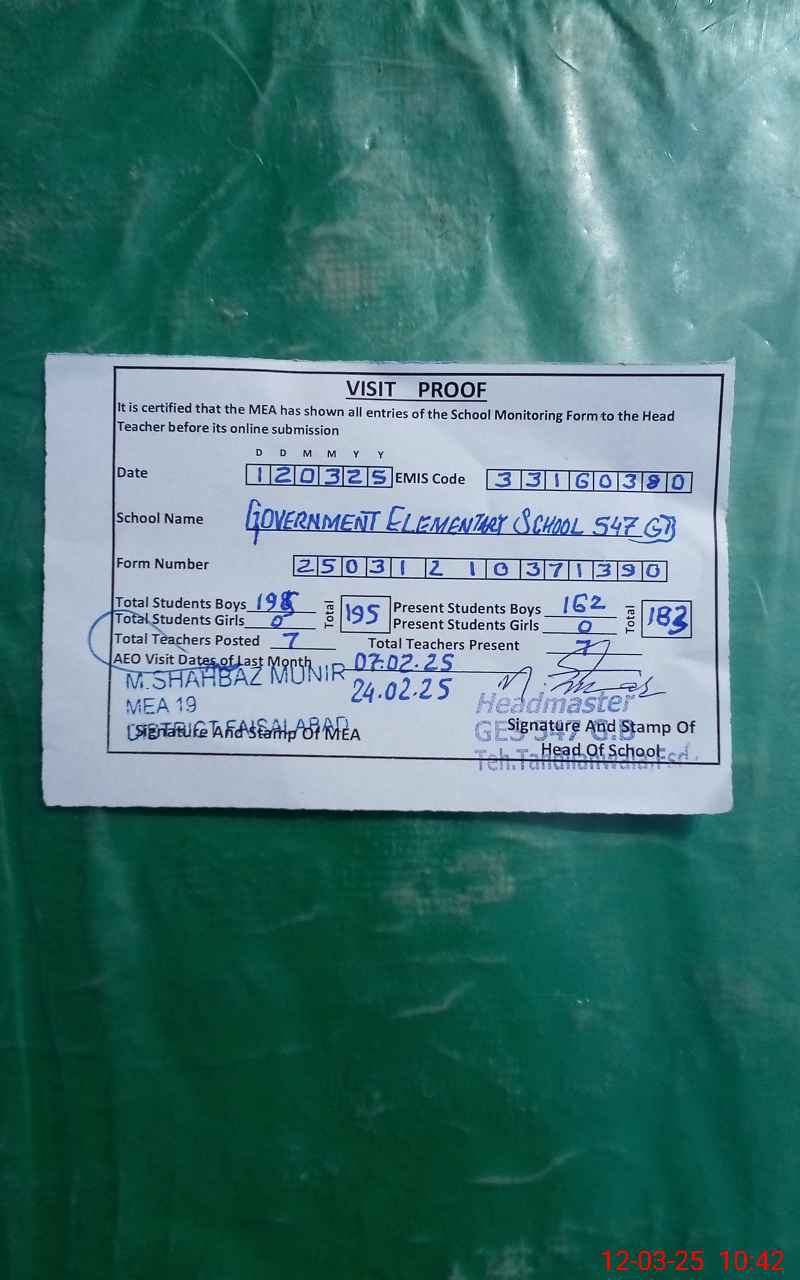 VISIT PROOF
It is certified that the MEA has shown all entries of the School Monitoring Form to the Head
Teacher before its online submission
D D M M Y Y
Date 120325 EMIS Code 33160380
School Name GOVERNMENT ELEMENTARY SCHOOL 547 GB
Form Number 250312 10371390
Total Students Boys 195 Total 195 Present Students Boys 162 Total 183
Total Students Girls 0 Present Students Girls 0
Total Teachers Posted 7 Total Teachers Present 7
AEO Visit Dates of Last Month 07.02.25
24.02.25
M.SHAHBAZ MUNIR
MEA 19
DISTRICT FAISALABAD
Signature And Stamp Of MEA
Headmaster
GES 547 G.B
Teh.Tandlianwala.Fsd.
Signature And Stamp Of
Head Of School
12-03-25 10:42